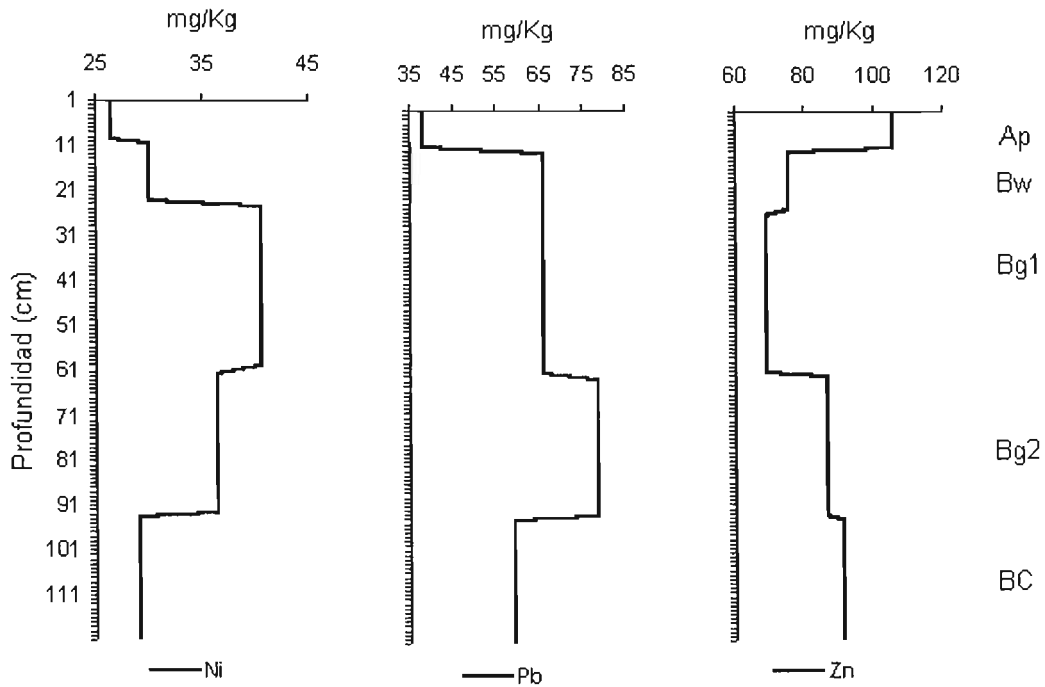 mg/Kg
25 35 45
mg/Kg
35 45 55 65 75 85
mg/Kg
60 80 100 120
Profundidad (cm)
1
11
21
31
41
51
61
71
81
91
101
111
Ap
Bw
Bg1
Bg2
BC
Ni
Pb
Zn